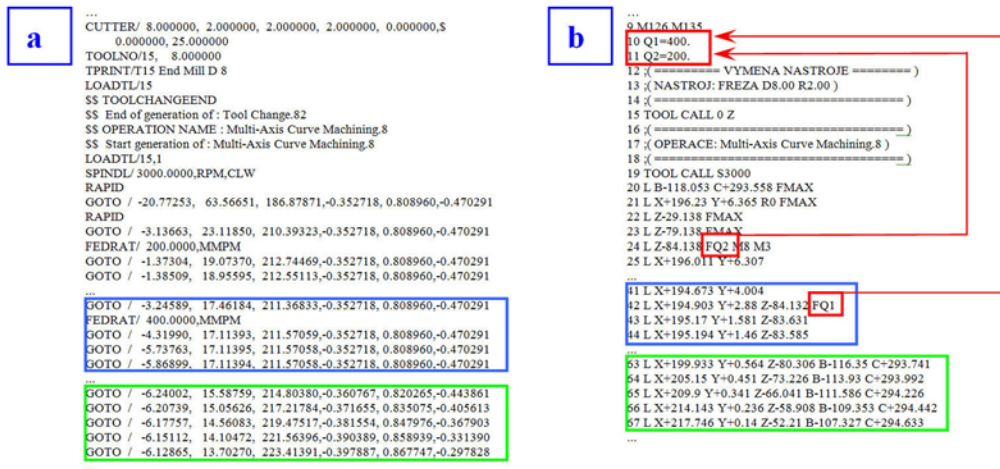 a
...
CUTTER/ 8.000000, 2.000000, 2.000000, 2.000000, 0.000000,$
0.000000, 25.000000
TOOLNO/15, 8.000000
TPRINT/T15 End Mill D 8
LOADTL/15
$$ TOOLCHANGEEND
$$ End of generation of : Tool Change.82
$$ OPERATION NAME : Multi-Axis Curve Machining.8
$$ Start generation of : Multi-Axis Curve Machining.8
LOADTL/15,1
SPINDL/ 3000.0000,RPM,CLW
RAPID
GOTO / -20.77253, 63.56651, 186.87871,-0.352718, 0.808960,-0.470291
RAPID
GOTO / -3.13663, 23.11850, 210.39323,-0.352718, 0.808960,-0.470291
FEDRAT/ 200.0000,MMPM
GOTO / -1.37304, 19.07370, 212.74469,-0.352718, 0.808960,-0.470291
GOTO / -1.38509, 18.95595, 212.55113,-0.352718, 0.808960,-0.470291
...
GOTO / -3.24589, 17.46184, 211.36833,-0.352718, 0.808960,-0.470291
FEDRAT/ 400.0000,MMPM
GOTO / -4.31990, 17.11393, 211.57059,-0.352718, 0.808960,-0.470291
GOTO / -5.73763, 17.11395, 211.57058,-0.352718, 0.808960,-0.470291
GOTO / -5.86899, 17.11394, 211.57058,-0.352718, 0.808960,-0.470291
...
GOTO / -6.24002, 15.58759, 214.80380,-0.360767, 0.820265,-0.443861
GOTO / -6.20739, 15.05626, 217.21784,-0.371655, 0.835075,-0.405613
GOTO / -6.17757, 14.56083, 219.47517,-0.381554, 0.847976,-0.367903
GOTO / -6.15112, 14.10472, 221.56396,-0.390389, 0.858939,-0.331390
GOTO / -6.12865, 13.70270, 223.41391,-0.397887, 0.867747,-0.297828
...
b
...
9 M126 M135
10 Q1=400.
11 Q2=200.
12 ;( ========= VYMENA NASTROJE ======== )
13 ;( NASTROJ: FREZA D8.00 R2.00 )
14 ;( ================================== )
15 TOOL CALL 0 Z
16 ;( ================================== )
17 ;( OPERACE: Multi-Axis Curve Machining.8 )
18 ;( ================================== )
19 TOOL CALL S3000
20 L B-118.053 C+293.558 FMAX
21 L X+196.23 Y+6.365 R0 FMAX
22 L Z-29.138 FMAX
23 L Z-79.138 FMAX
24 L Z-84.138 FQ2 M8 M3
25 L X+196.011 Y+6.307
...
41 L X+194.673 Y+4.004
42 L X+194.903 Y+2.88 Z-84.132 FQ1
43 L X+195.17 Y+1.581 Z-83.631
44 L X+195.194 Y+1.46 Z-83.585
...
63 L X+199.933 Y+0.564 Z-80.306 B-116.35 C+293.741
64 L X+205.15 Y+0.451 Z-73.226 B-113.93 C+293.992
65 L X+209.9 Y+0.341 Z-66.041 B-111.586 C+294.226
66 L X+214.143 Y+0.236 Z-58.908 B-109.353 C+294.442
67 L X+217.746 Y+0.14 Z-52.21 B-107.327 C+294.633
...